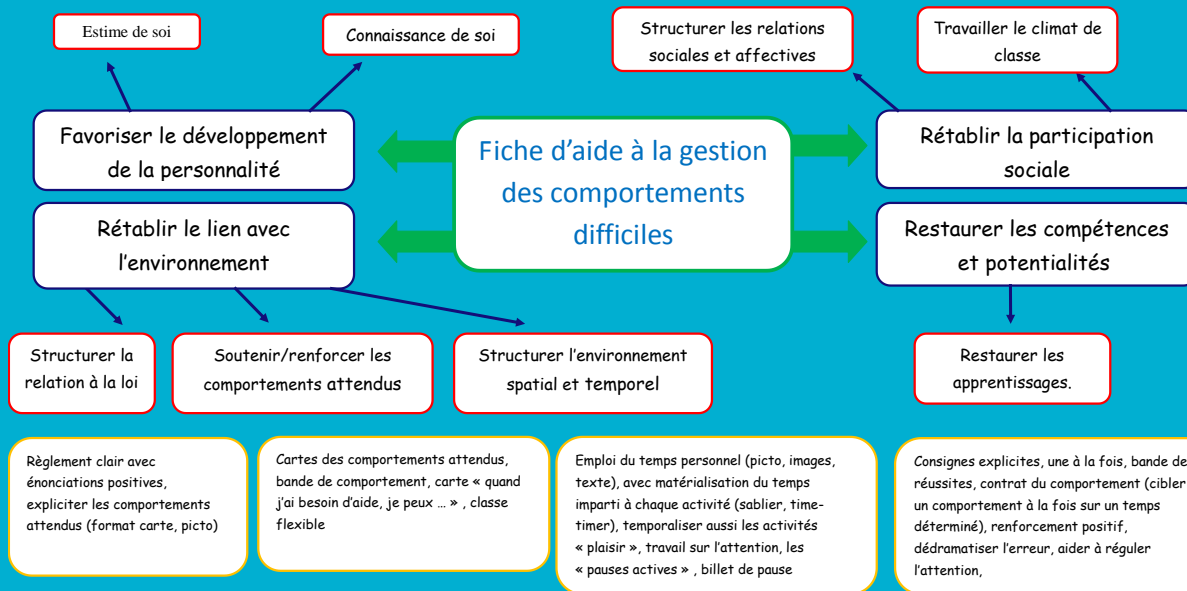 Estime de soi
Connaissance de soi
Structurer les relations
sociales et affectives
Travailler le climat de
classe
Favoriser le développement
de la personnalité
Fiche d'aide à la gestion
des comportements
difficiles
Rétablir la participation
sociale
Rétablir le lien avec
l'environnement
Restaurer les compétences
et potentialités
Structurer la
relation à la loi
Soutenir/renforcer les
comportements attendus
Structurer l'environnement
spatial et temporel
Restaurer les
apprentissages.
Règlement clair avec
énonciations positives,
expliciter les comportements
attendus (format carte, picto)
Cartes des comportements attendus,
bande de comportement, carte « quand
j'ai besoin d'aide, je peux ... » , classe
flexible
Emploi du temps personnel (picto, images,
texte), avec matérialisation du temps
imparti à chaque activité (sablier, time-
timer), temporaliser aussi les activités
« plaisir », travail sur l'attention, les
« pauses actives » , billet de pause
Consignes explicites, une à la fois, bande de
réussites, contrat du comportement (cibler
un comportement à la fois sur un temps
déterminé), renforcement positif,
dédramatiser l'erreur, aider à réguler
l'attention,